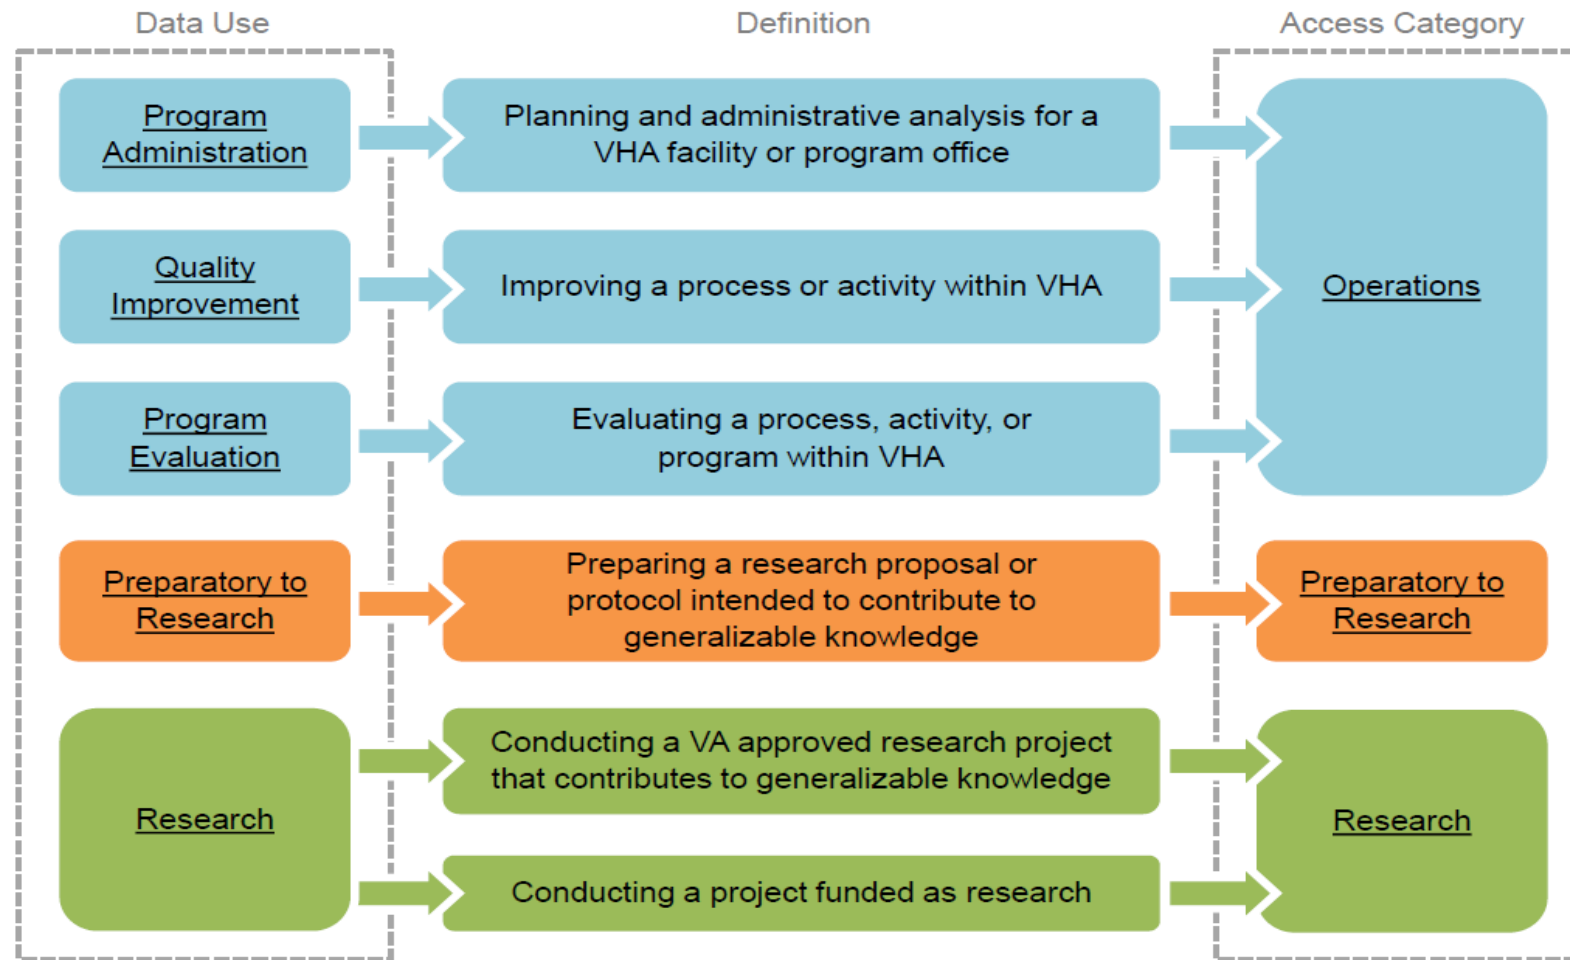 Data Use
Definition
Access Category
Program
Administration
Planning and administrative analysis for a
VHA facility or program office
Quality
Improvement
Improving a process or activity within VHA
Operations
Program
Evaluation
Evaluating a process, activity, or
program within VHA
Preparatory to
Research
Preparing a research proposal or
protocol intended to contribute to
generalizable knowledge
Preparatory to
Research
Research
Conducting a VA approved research project
that contributes to generalizable knowledge
Conducting a project funded as research
Research